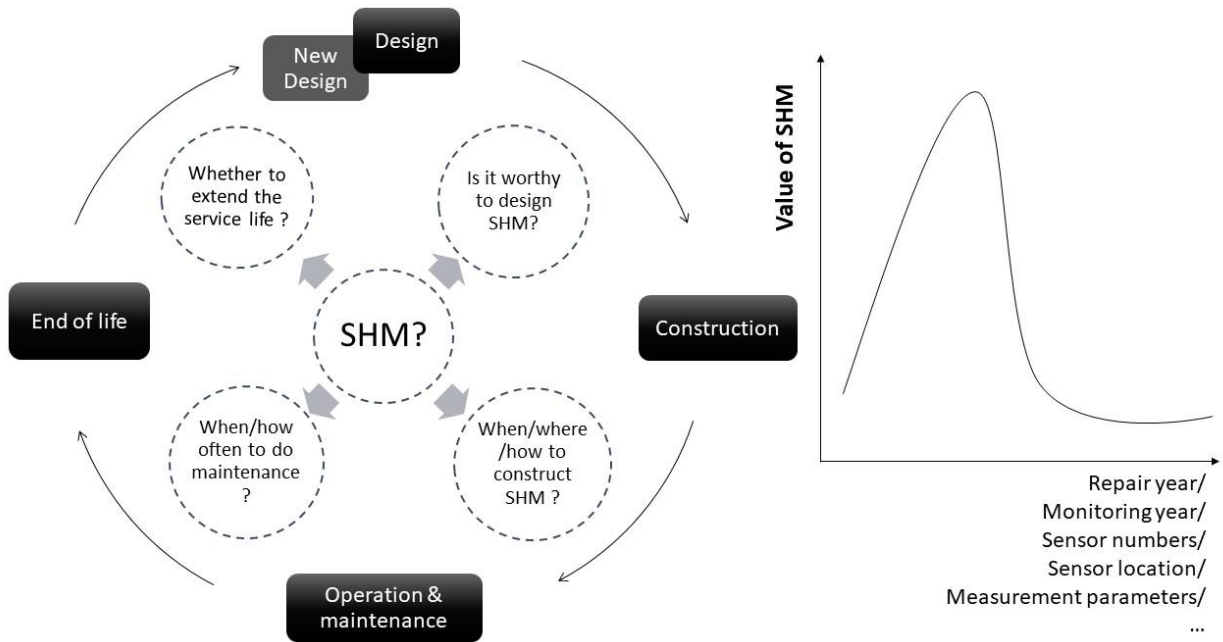 Design
New
Design
Whether to
extend the
service life ?
Is it worthy
to design
SHM?
End of life
SHM?
Construction
When/how
often to do
maintenance
?
When/where
/how to
construct
SHM ?
Operation &
maintenance
Value of SHM
Repair year/
Monitoring year/
Sensor numbers/
Sensor location/
Measurement parameters/
...